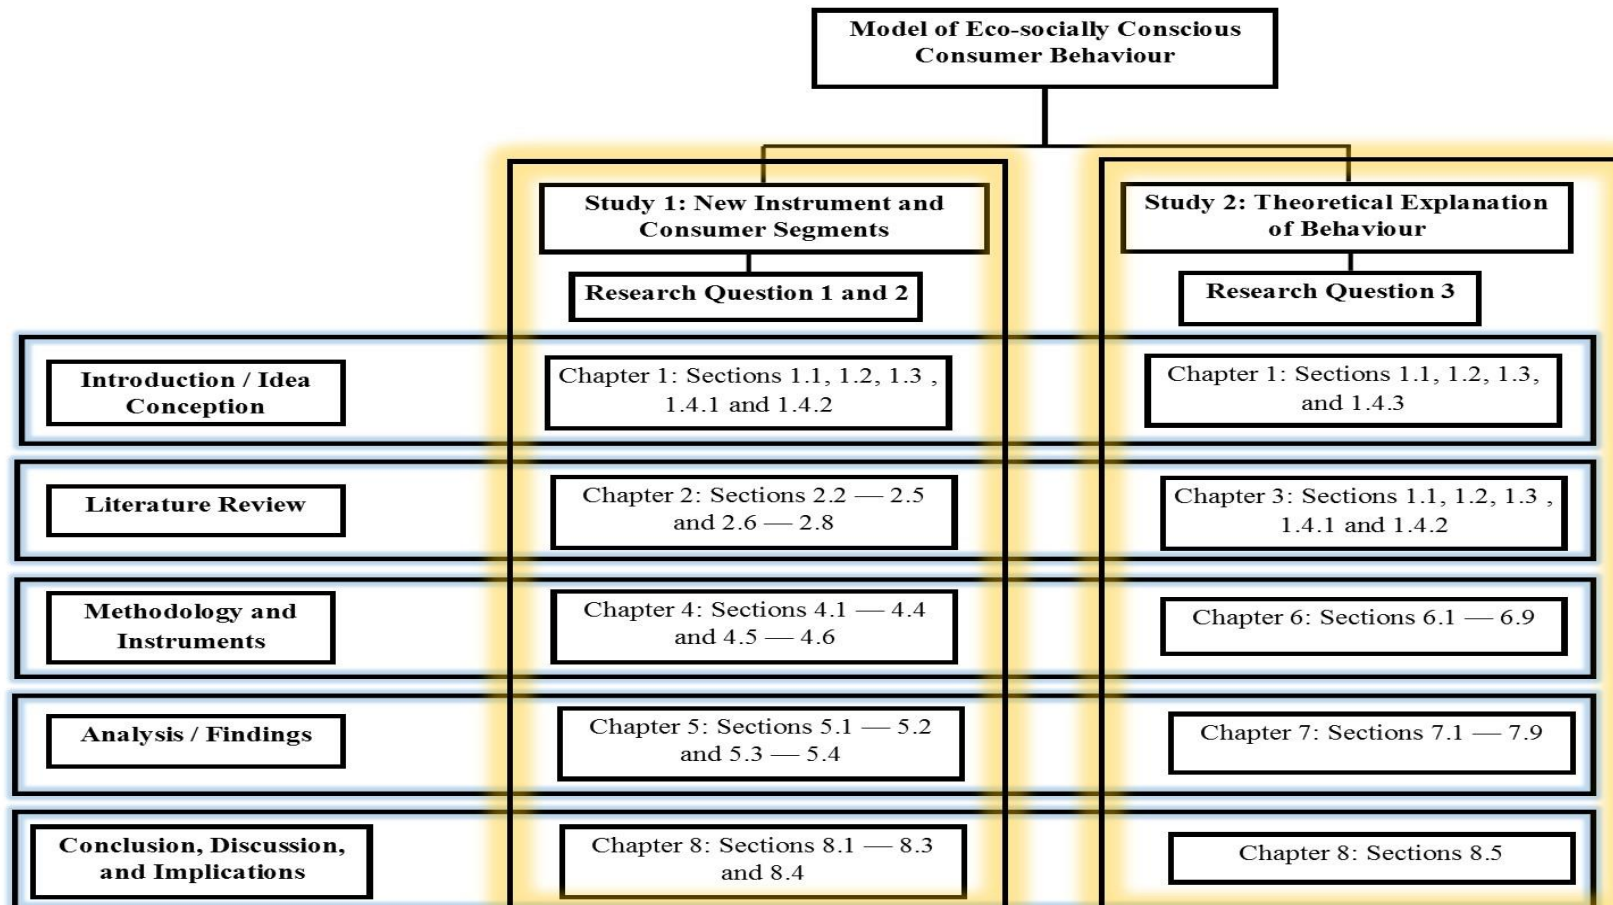 Model of Eco-socially Conscious
Consumer Behaviour
Study 1: New Instrument and
Consumer Segments
Study 2: Theoretical Explanation
of Behaviour
Research Question 1 and 2
Research Question 3
Introduction / Idea
Conception
Chapter 1: Sections 1.1, 1.2, 1.3 ,
1.4.1 and 1.4.2
Chapter 1: Sections 1.1, 1.2, 1.3,
and 1.4.3
Literature Review
Chapter 2: Sections 2.2 — 2.5
and 2.6 — 2.8
Chapter 3: Sections 1.1, 1.2, 1.3 ,
1.4.1 and 1.4.2
Methodology and
Instruments
Chapter 4: Sections 4.1 — 4.4
and 4.5 — 4.6
Chapter 6: Sections 6.1 — 6.9
Analysis / Findings
Chapter 5: Sections 5.1 — 5.2
and 5.3 — 5.4
Chapter 7: Sections 7.1 — 7.9
Conclusion, Discussion,
and Implications
Chapter 8: Sections 8.1 — 8.3
and 8.4
Chapter 8: Sections 8.5